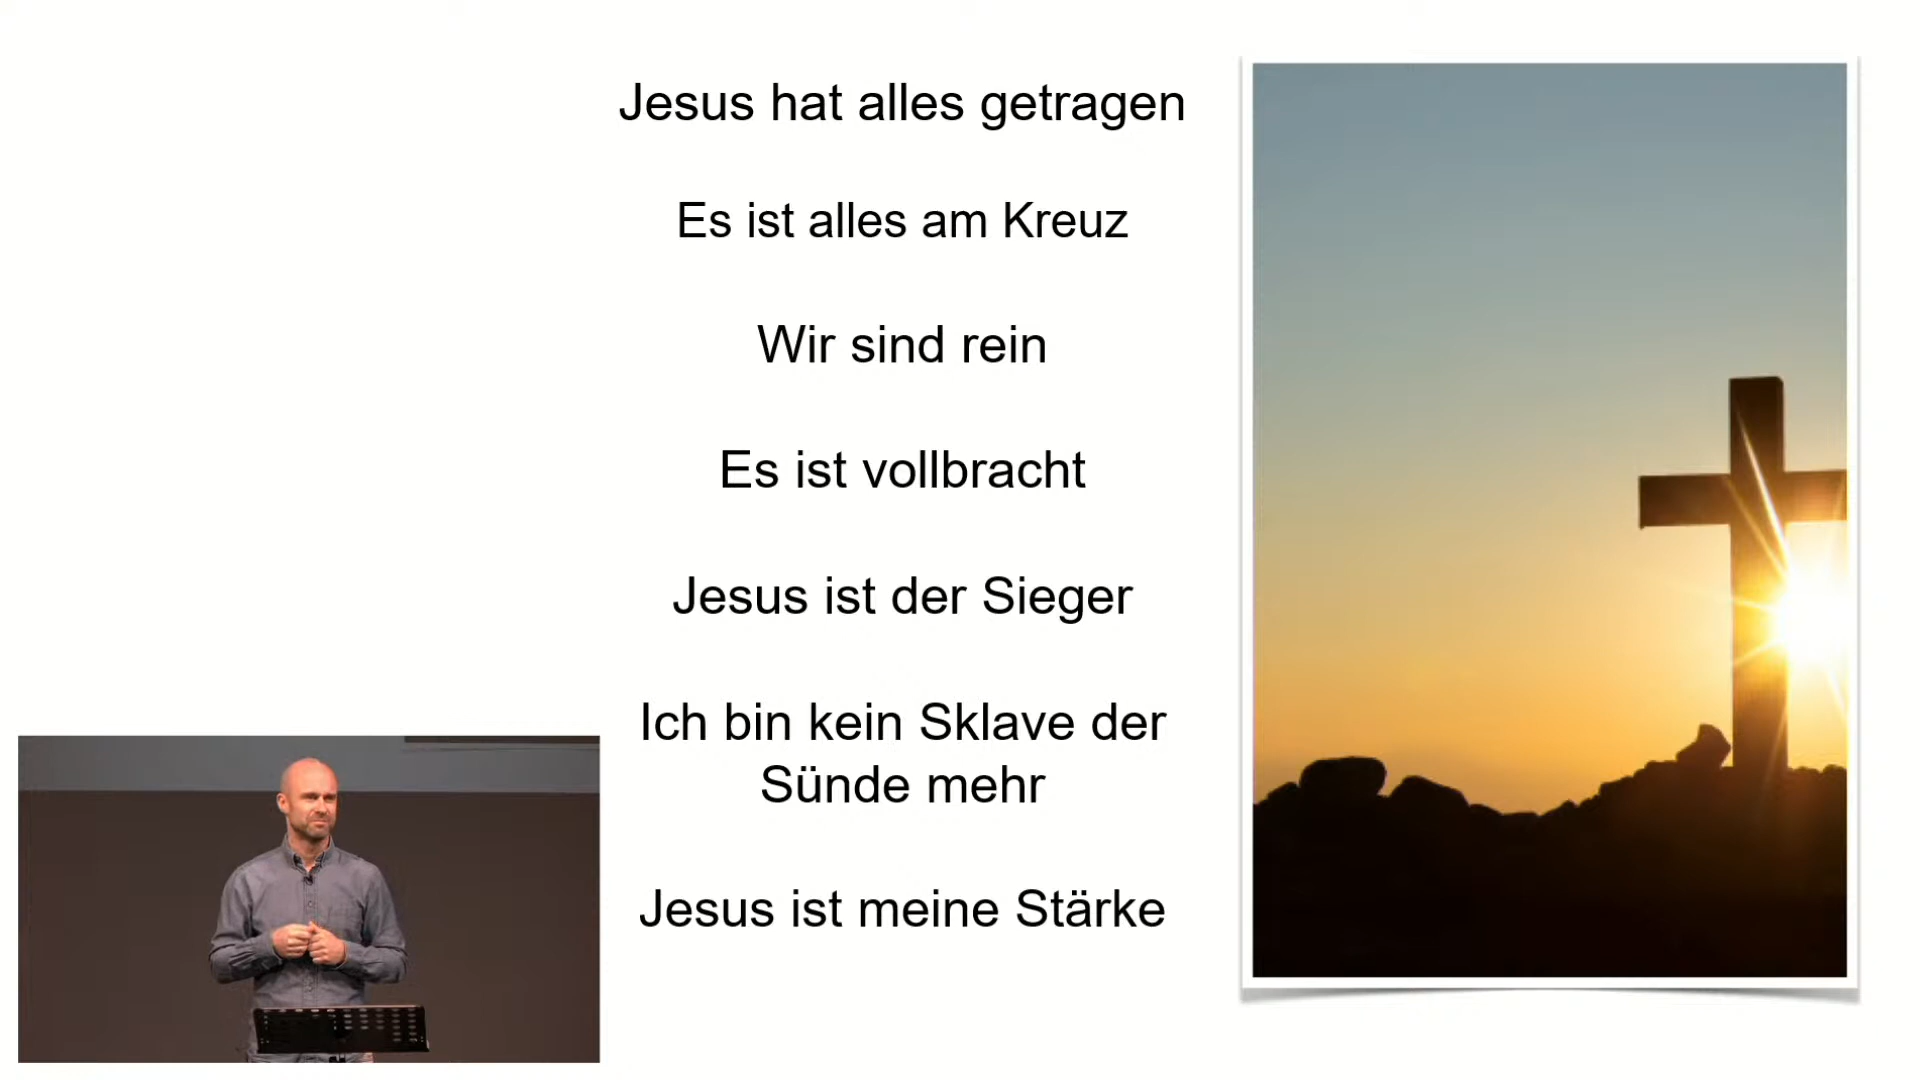 Jesus hat alles getragen
Es ist alles am Kreuz
Wir sind rein
Es ist vollbracht
Jesus ist der Sieger
Ich bin kein Sklave der
Sünde mehr
Jesus ist meine Stärke